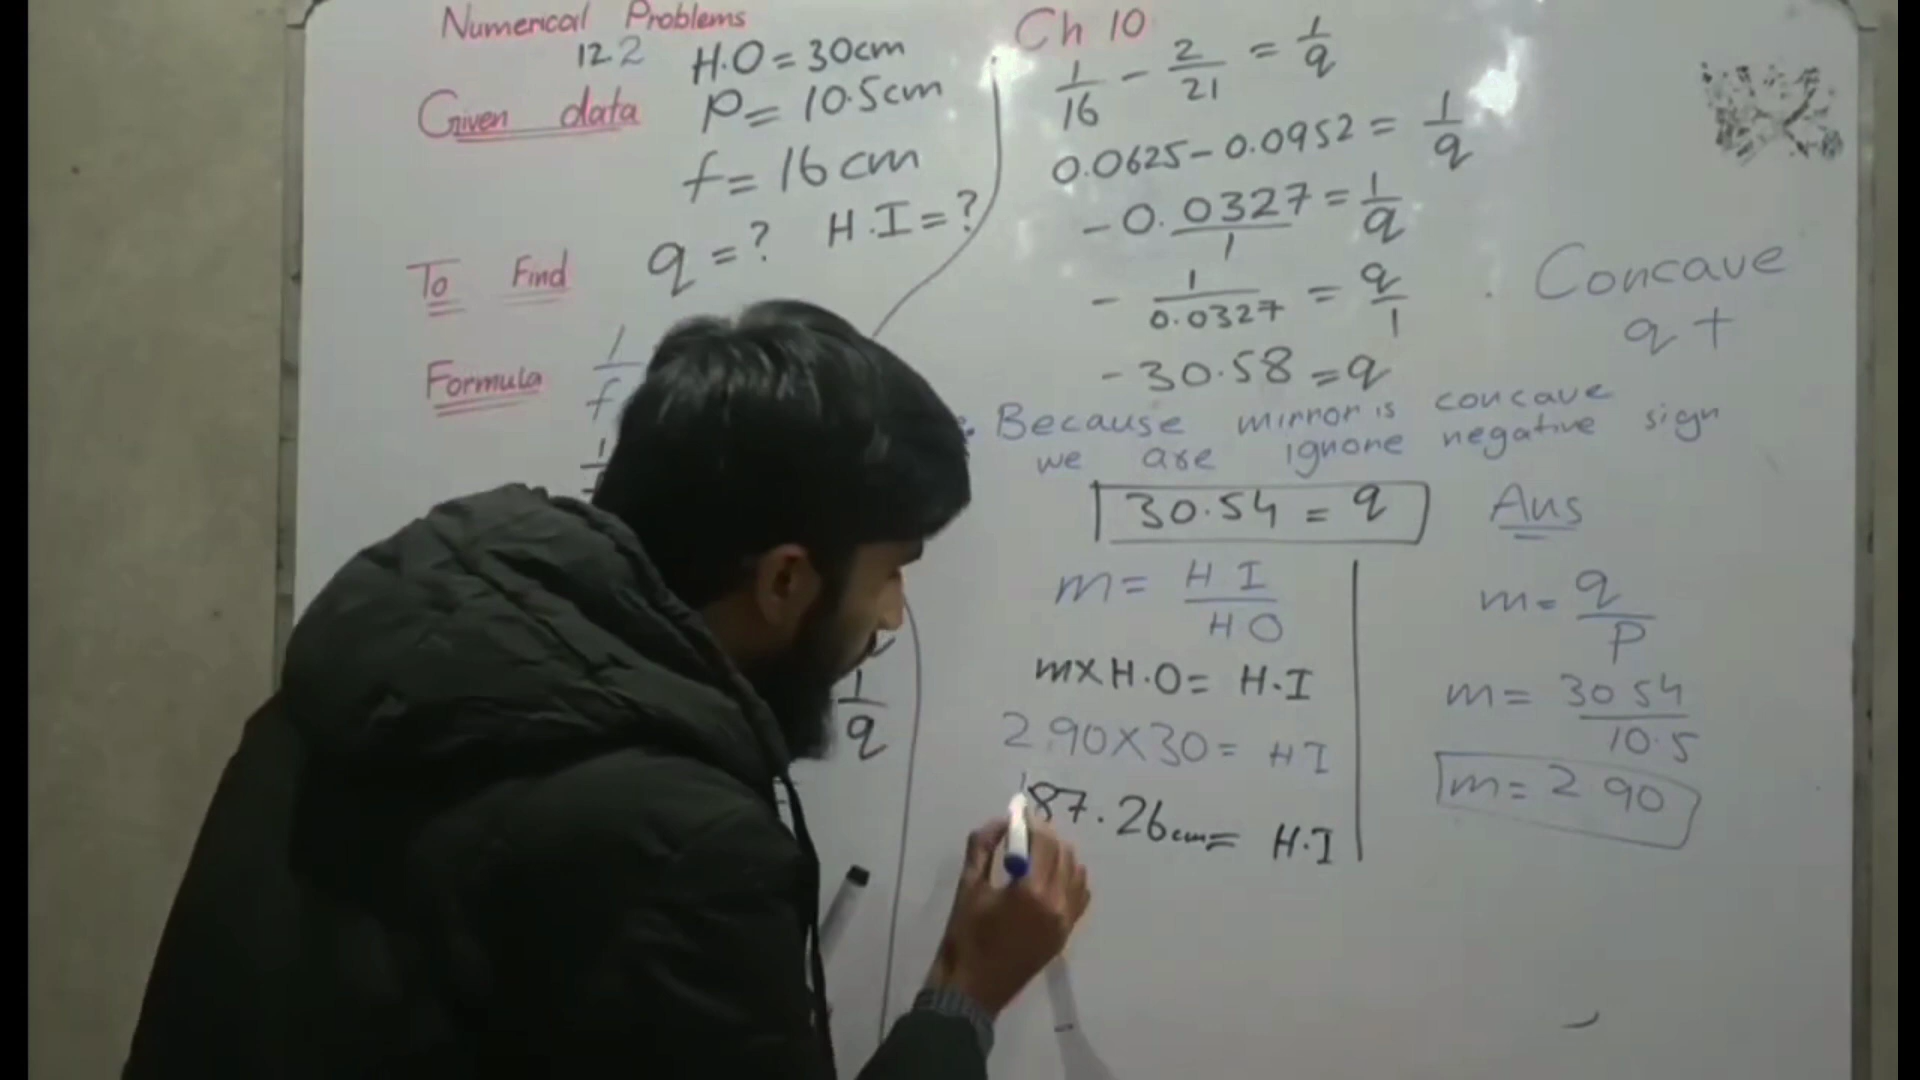 Numerical Problems
12.2 H.O = 30cm
Given data P = 10.5cm
f = 16 cm
To Find q = ? H.I = ?
Formula 1/f
1/q
Ch 10
1/16 - 2/21 = 1/q
0.0625 - 0.0952 = 1/q
-0.0327/1 = 1/q
- 1/0.0327 = q/1
-30.58 = q
Because mirror is concave
we are ignone negative sign
30.54 = q Ans
m = H I/H O
m x H.O = H.I
2.90 x 30 = H I
87.26cm = H.I
Concave
q +
m = q/P
m = 30 54/10.5
m = 2 90